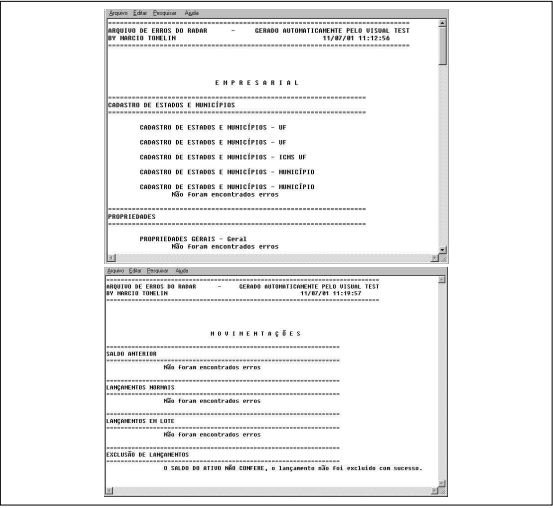 Arquivo Editar Pesquisar Ajuda
ARQUIVO DE ERROS DO RADAR - GERADO AUTOMATICAMENTE PELO VISUAL TEST
BY MARCIO TOMELIN 11/07/01 11:12:56
E M P R E S A R I A L
CADASTRO DE ESTADOS E MUNICÍPIOS
CADASTRO DE ESTADOS E MUNICÍPIOS - UF
CADASTRO DE ESTADOS E MUNICÍPIOS - UF
CADASTRO DE ESTADOS E MUNICÍPIOS - ICMS UF
CADASTRO DE ESTADOS E MUNICÍPIOS - MUNICÍPIO
CADASTRO DE ESTADOS E MUNICÍPIOS - MUNICÍPIO
Não foram encontrados erros
PROPRIEDADES
PROPRIEDADES GERAIS - Geral
Não foram encontrados erros
Arquivo Editar Pesquisar Ajuda
ARQUIVO DE ERROS DO RADAR - GERADO AUTOMATICAMENTE PELO VISUAL TEST
BY MARCIO TOMELIN 11/07/01 11:19:57
M O V I M E N T A Ç Õ E S
SALDO ANTERIOR
Não foram encontrados erros
LANÇAMENTOS NORMAIS
Não foram encontrados erros
LANÇAMENTOS EM LOTE
Não foram encontrados erros
EXCLUSÃO DE LANÇAMENTOS
O SALDO DO ATIVO NÃO CONFERE, o lançamento não foi excluído com sucesso.